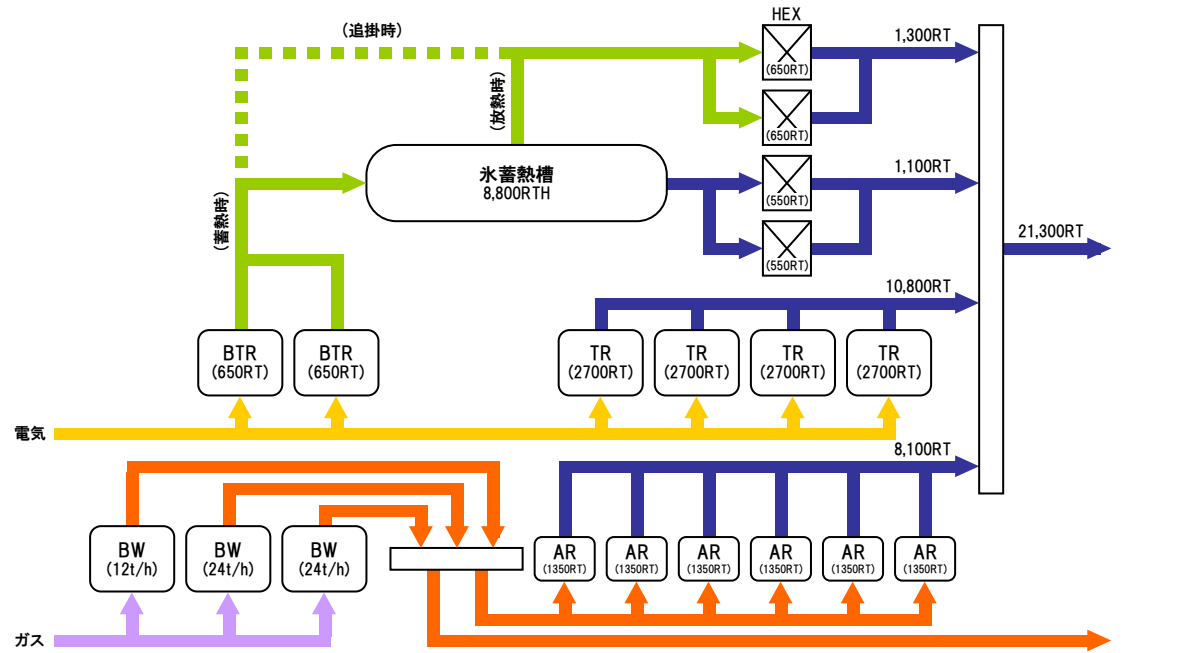 HEX
(追掛時)
1,300RT
(650RT)
(放熱時)
(650RT)
氷蓄熱槽
8,800RTH
1,100RT
(550RT)
(蓄熱時)
21,300RT
(550RT)
10,800RT
BTR
(650RT)
BTR
(650RT)
TR
(2700RT)
TR
(2700RT)
TR
(2700RT)
TR
(2700RT)
電気
8,100RT
BW
(12t/h)
BW
(24t/h)
BW
(24t/h)
AR
(1350RT)
AR
(1350RT)
AR
(1350RT)
AR
(1350RT)
AR
(1350RT)
AR
(1350RT)
ガス